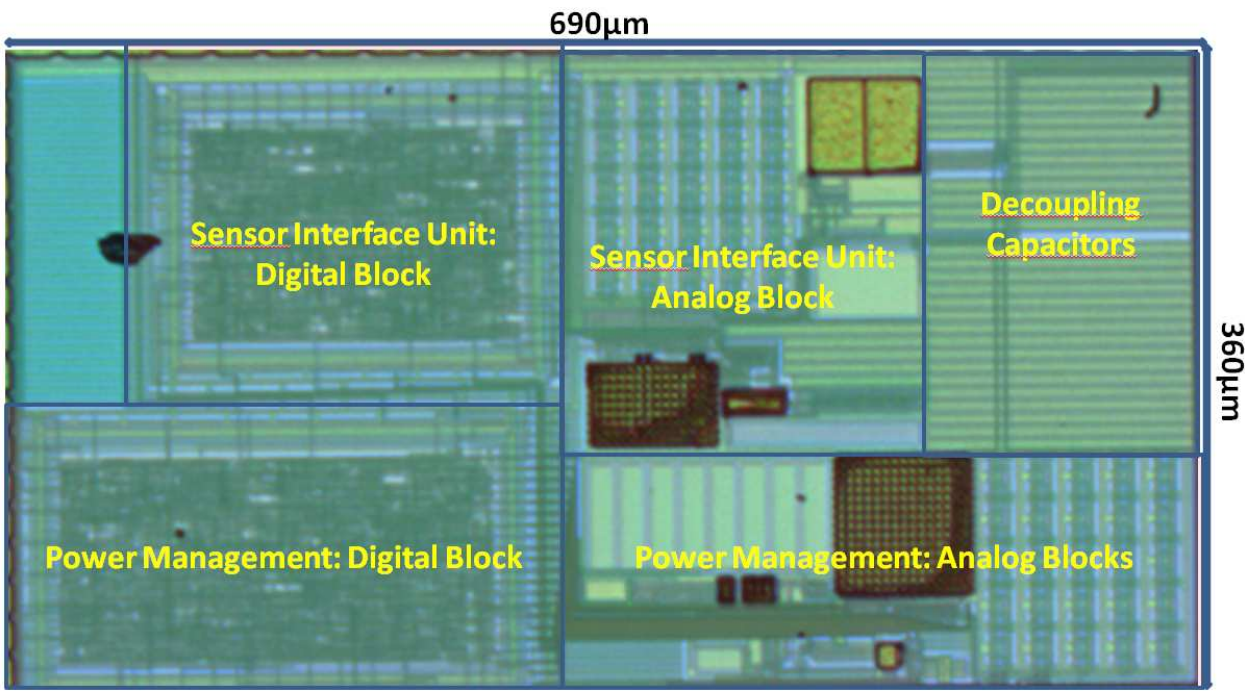 690μm
Sensor Interface Unit:
Digital Block
Sensor Interface Unit:
Analog Block
Decoupling
Capacitors
360μm
Power Management: Digital Block
Power Management: Analog Blocks